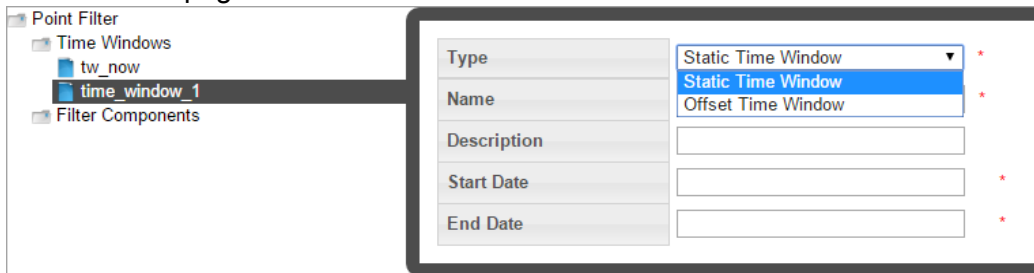 Point Filter
Time Windows
tw_now
time_window_1
Filter Components
Type
Static Time Window
*
Static Time Window
Offset Time Window
Name
*
Description
Start Date
*
End Date
*